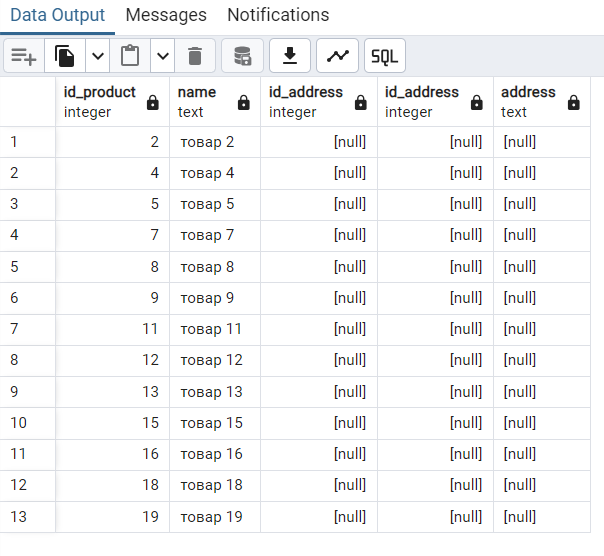 Data Output Messages Notifications
SQL
id_product name id_address id_address address
integer text integer integer text
1 2 товар 2 [null] [null] [null]
2 4 товар 4 [null] [null] [null]
3 5 товар 5 [null] [null] [null]
4 7 товар 7 [null] [null] [null]
5 8 товар 8 [null] [null] [null]
6 9 товар 9 [null] [null] [null]
7 11 товар 11 [null] [null] [null]
8 12 товар 12 [null] [null] [null]
9 13 товар 13 [null] [null] [null]
10 15 товар 15 [null] [null] [null]
11 16 товар 16 [null] [null] [null]
12 18 товар 18 [null] [null] [null]
13 19 товар 19 [null] [null] [null]